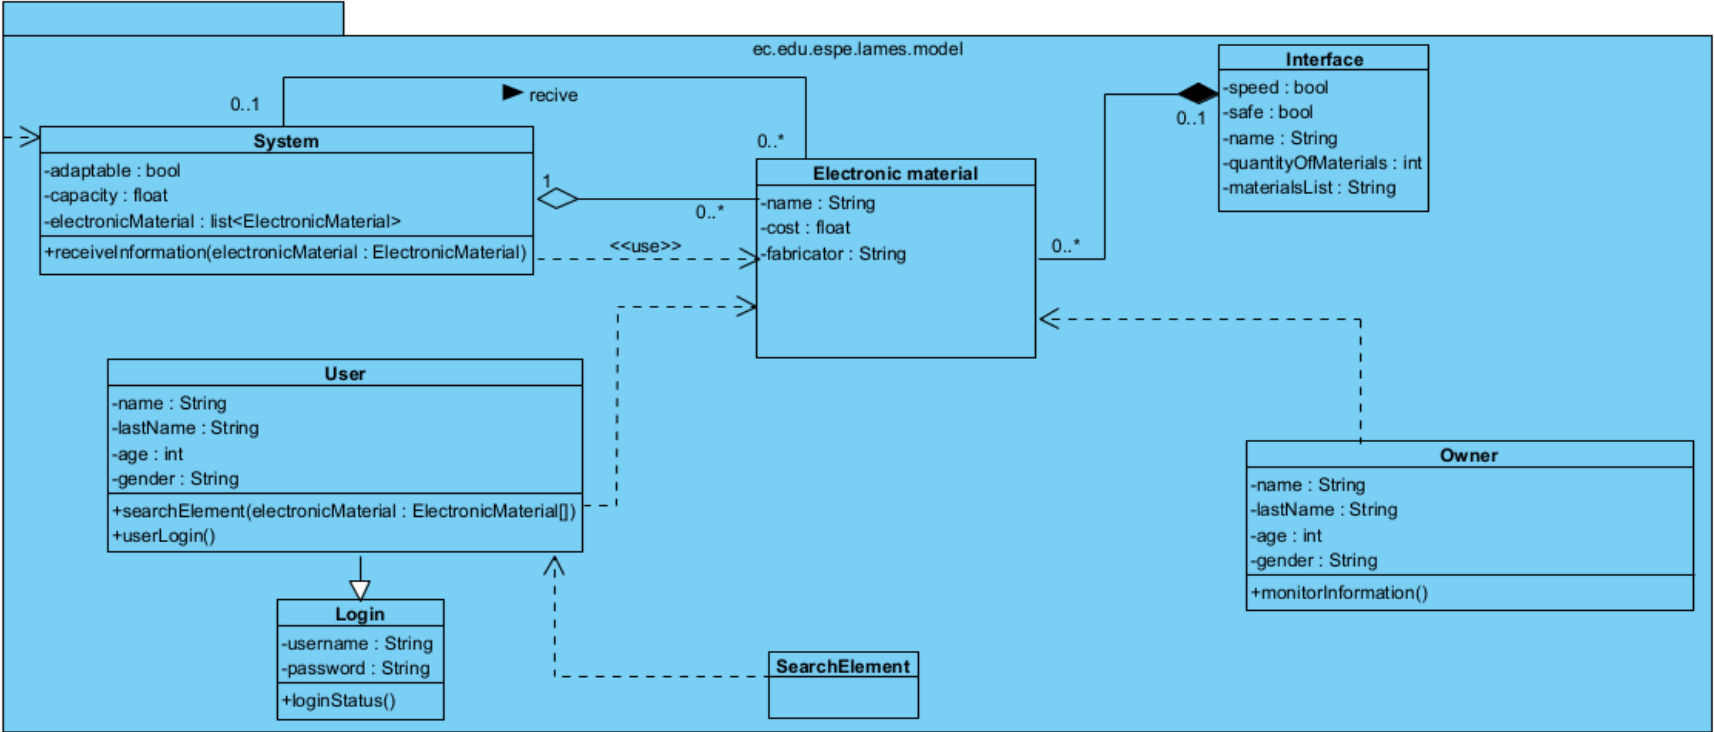 ec.edu.espe.lames.model
0..1
recive
0..*
System
-adaptable : bool
-capacity : float
-electronicMaterial : list<ElectronicMaterial>
+receiveInformation(electronicMaterial : ElectronicMaterial)
1
0..*
<<use>>
Electronic material
-name : String
-cost : float
-fabricator : String
0..*
0..1
Interface
-speed : bool
-safe : bool
-name : String
-quantityOfMaterials : int
-materialsList : String
User
-name : String
-lastName : String
-age : int
-gender : String
+searchElement(electronicMaterial : ElectronicMaterial[])
+userLogin()
Owner
-name : String
-lastName : String
-age : int
-gender : String
+monitorInformation()
Login
-username : String
-password : String
+loginStatus()
SearchElement